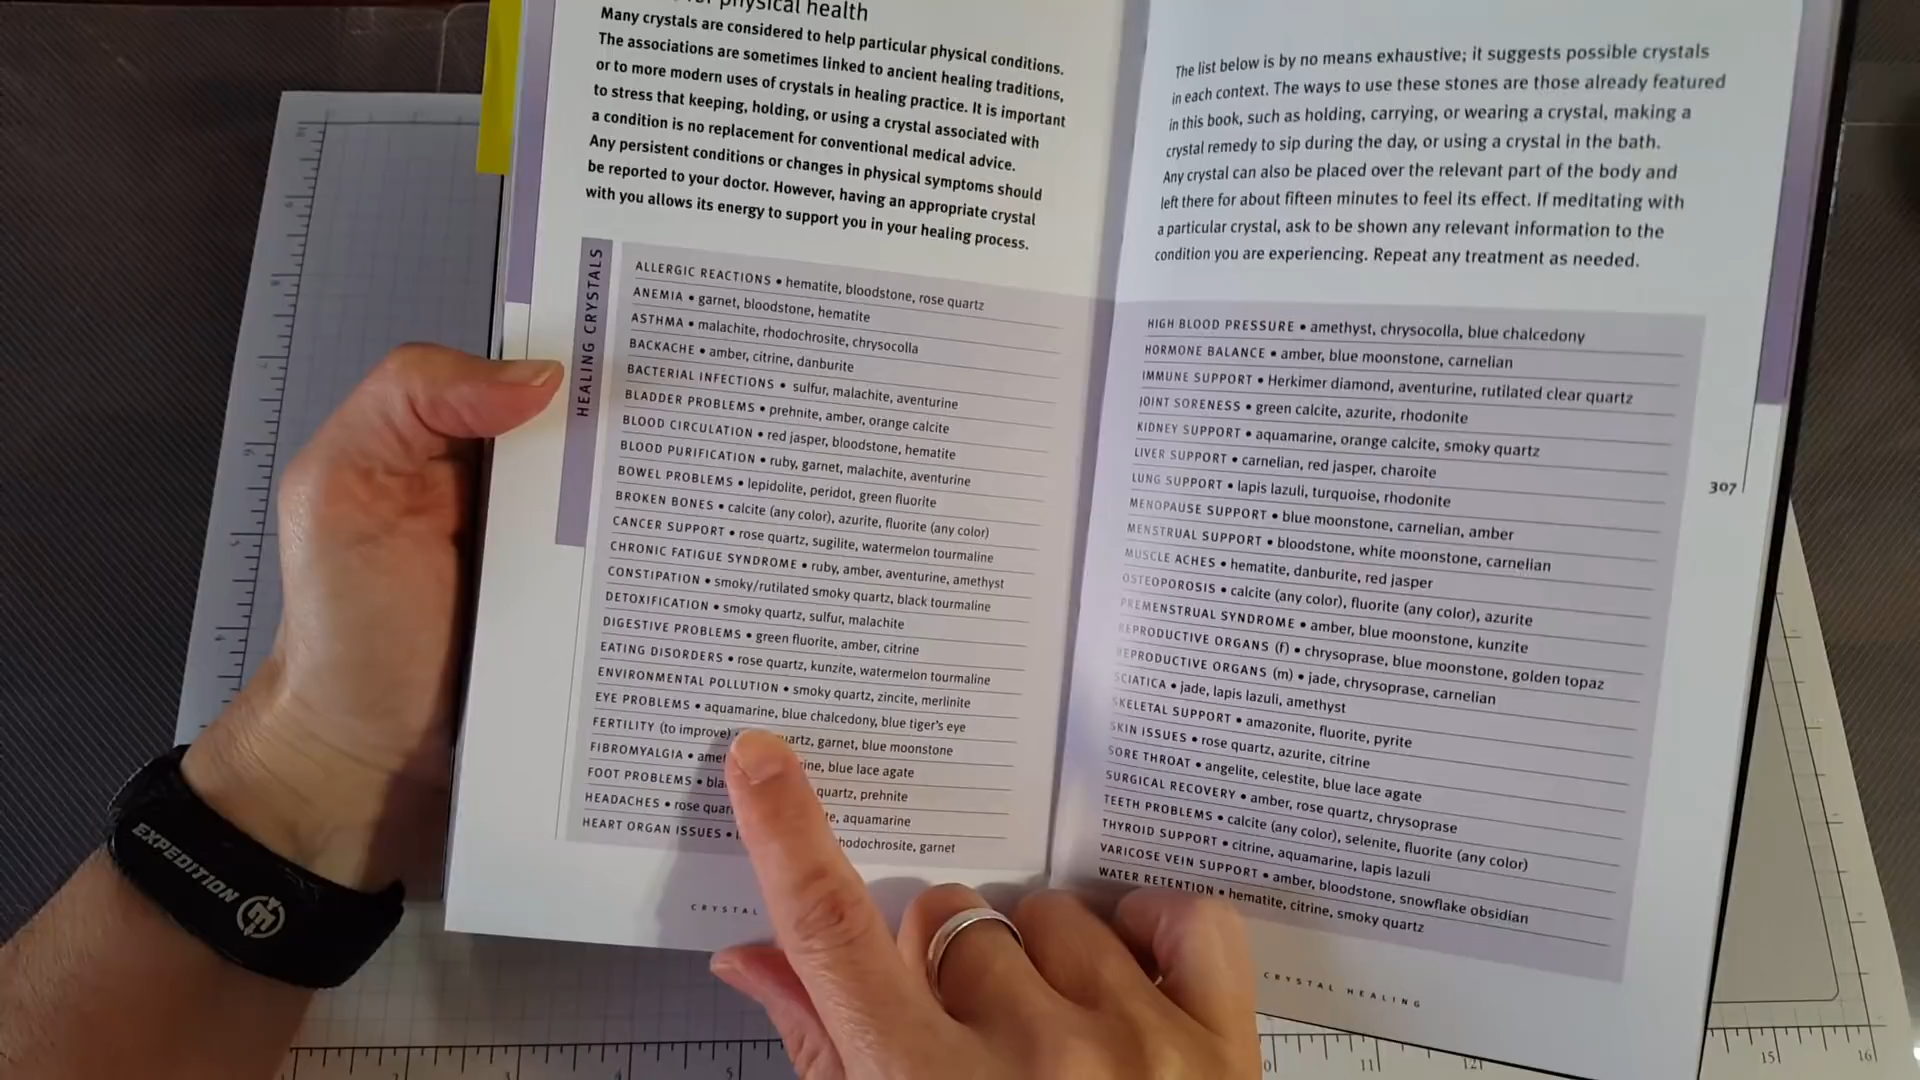 for physical health
Many crystals are considered to help particular physical conditions.
The associations are sometimes linked to ancient healing traditions,
or to more modern uses of crystals in healing practice. It is important
to stress that keeping, holding, or using a crystal associated with
a condition is no replacement for conventional medical advice.
Any persistent conditions or changes in physical symptoms should
be reported to your doctor. However, having an appropriate crystal
with you allows its energy to support you in your healing process.
HEALING CRYSTALS
ALLERGIC REACTIONS • hematite, bloodstone, rose quartz
ANEMIA • garnet, bloodstone, hematite
ASTHMA • malachite, rhodochrosite, chrysocolla
BACKACHE • amber, citrine, danburite
BACTERIAL INFECTIONS • sulfur, malachite, aventurine
BLADDER PROBLEMS • prehnite, amber, orange calcite
BLOOD CIRCULATION • red jasper, bloodstone, hematite
BLOOD PURIFICATION • ruby, garnet, malachite, aventurine
BOWEL PROBLEMS • lepidolite, peridot, green fluorite
BROKEN BONES • calcite (any color), azurite, fluorite (any color)
CANCER SUPPORT • rose quartz, sugilite, watermelon tourmaline
CHRONIC FATIGUE SYNDROME • ruby, amber, aventurine, amethyst
CONSTIPATION • smoky/rutilated smoky quartz, black tourmaline
DETOXIFICATION • smoky quartz, sulfur, malachite
DIGESTIVE PROBLEMS • green fluorite, amber, citrine
EATING DISORDERS • rose quartz, kunzite, watermelon tourmaline
ENVIRONMENTAL POLLUTION • smoky quartz, zincite, merlinite
EYE PROBLEMS • aquamarine, blue chalcedony, blue tiger's eye
FERTILITY (to improve) quartz, garnet, blue moonstone
FIBROMYALGIA • blue lace agate
FOOT PROBLEMS • quartz, prehnite
HEADACHES • rose aquamarine
HEART ORGAN ISSUES • rhodochrosite, garnet
CRYSTAL
The list below is by no means exhaustive; it suggests possible crystals
in each context. The ways to use these stones are those already featured
in this book, such as holding, carrying, or wearing a crystal, making a
crystal remedy to sip during the day, or using a crystal in the bath.
Any crystal can also be placed over the relevant part of the body and
left there for about fifteen minutes to feel its effect. If meditating with
a particular crystal, ask to be shown any relevant information to the
condition you are experiencing. Repeat any treatment as needed.
HIGH BLOOD PRESSURE • amethyst, chrysocolla, blue chalcedony
HORMONE BALANCE • amber, blue moonstone, carnelian
IMMUNE SUPPORT • Herkimer diamond, aventurine, rutilated clear quartz
JOINT SORENESS • green calcite, azurite, rhodonite
KIDNEY SUPPORT • aquamarine, orange calcite, smoky quartz
LIVER SUPPORT • carnelian, red jasper, charoite
LUNG SUPPORT • lapis lazuli, turquoise, rhodonite
MENOPAUSE SUPPORT • blue moonstone, carnelian, amber
MENSTRUAL SUPPORT • bloodstone, white moonstone, carnelian
MUSCLE ACHES • hematite, danburite, red jasper
OSTEOPOROSIS • calcite (any color), fluorite (any color), azurite
PREMENSTRUAL SYNDROME • amber, blue moonstone, kunzite
REPRODUCTIVE ORGANS (f) • chrysoprase, blue moonstone, golden topaz
REPRODUCTIVE ORGANS (m) • jade, chrysoprase, carnelian
SCIATICA • jade, lapis lazuli, amethyst
SKELETAL SUPPORT • amazonite, fluorite, pyrite
SKIN ISSUES • rose quartz, azurite, citrine
SORE THROAT • angelite, celestite, blue lace agate
SURGICAL RECOVERY • amber, rose quartz, chrysoprase
TEETH PROBLEMS • calcite (any color), selenite, fluorite (any color)
THYROID SUPPORT • citrine, aquamarine, lapis lazuli
VARICOSE VEIN SUPPORT • amber, bloodstone, snowflake obsidian
WATER RETENTION • hematite, citrine, smoky quartz
307
CRYSTAL HEALING
EXPEDITION
11
12
15
16